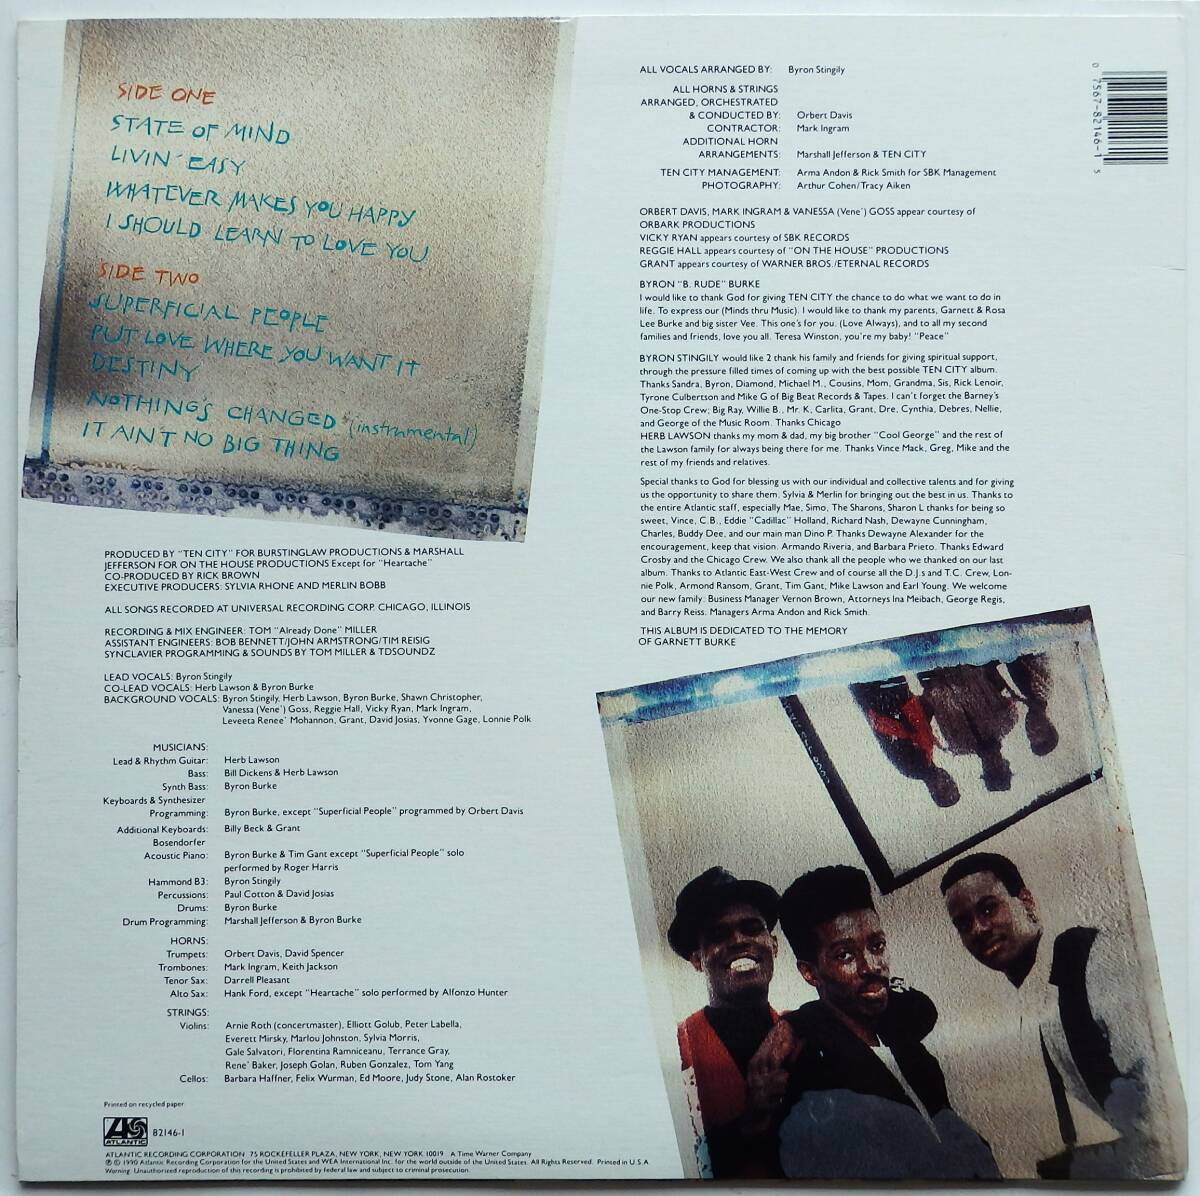 SIDE ONE
STATE OF MIND
LIVIN' EASY
WHATEVER MAKES YOU HAPPY
I SHOULD LEARN TO LOVE YOU
SIDE TWO
SUPERFICIAL PEOPLE
PUT LOVE WHERE YOU WANT IT
DESTINY
NOTHING'S CHANGED (instrumental)
IT AIN'T NO BIG THING
PRODUCED BY "TEN CITY" FOR BURSTINGLAW PRODUCTIONS & MARSHALL
JEFFERSON FOR ON THE HOUSE PRODUCTIONS Except for "Heartache"
CO-PRODUCED BY RICK BROWN
EXECUTIVE PRODUCERS: SYLVIA RHONE AND MERLIN BOBB
ALL SONGS RECORDED AT UNIVERSAL RECORDING CORP. CHICAGO, ILLINOIS
RECORDING & MIX ENGINEER: TOM "Already Done" MILLER
ASSISTANT ENGINEERS: BOB BENNETT/JOHN ARMSTRONG/TIM REISIG
SYNCLAVIER PROGRAMMING & SOUNDS BY TOM MILLER & TDSOUNDZ
LEAD VOCALS: Byron Stingily
CO-LEAD VOCALS: Herb Lawson & Byron Burke
BACKGROUND VOCALS: Byron Stingily, Herb Lawson, Byron Burke, Shawn Christopher,
Vanessa (Vene') Goss, Reggie Hall, Vicky Ryan, Mark Ingram,
Leveeta Renee' Mohannon, Grant, David Josias, Yvonne Gage, Lonnie Polk
MUSICIANS:
Lead & Rhythm Guitar: Herb Lawson
Bass: Bill Dickens & Herb Lawson
Synth Bass: Byron Burke
Keyboards & Synthesizer
Programming: Byron Burke, except "Superficial People" programmed by Orbert Davis
Additional Keyboards: Billy Beck & Grant
Bosendorfer
Acoustic Piano: Byron Burke & Tim Gant except "Superficial People" solo
performed by Roger Harris
Hammond B3: Byron Stingily
Percussions: Paul Cotton & David Josias
Drums: Byron Burke
Drum Programming: Marshall Jefferson & Byron Burke
HORNS:
Trumpets: Orbert Davis, David Spencer
Trombones: Mark Ingram, Keith Jackson
Tenor Sax: Darrell Pleasant
Alto Sax: Hank Ford, except "Heartache" solo performed by Alfonzo Hunter
STRINGS:
Violins: Arnie Roth (concertmaster), Elliott Golub, Peter Labella,
Everett Mirsky, Marlou Johnston, Sylvia Morris,
Gale Salvatori, Florentina Ramniceanu, Terrance Gray,
Rene' Baker, Joseph Golan, Ruben Gonzalez, Tom Yang
Cellos: Barbara Haffner, Felix Wurman, Ed Moore, Judy Stone, Alan Rostoker
Printed on recycled paper
ATLANTIC
82146-1
ATLANTIC RECORDING CORPORATION 75 ROCKEFELLER PLAZA, NEW YORK, NEW YORK 10019 A Time Warner Company
℗ © 1990 Atlantic Recording Corporation for the United States and WEA International Inc. for the world outside of the United States. All Rights Reserved. Printed in U.S.A.
Warning: Unauthorized reproduction of this recording is prohibited by federal law and subject to criminal prosecution.
ALL VOCALS ARRANGED BY: Byron Stingily
ALL HORNS & STRINGS
ARRANGED, ORCHESTRATED
& CONDUCTED BY: Orbert Davis
CONTRACTOR: Mark Ingram
ADDITIONAL HORN
ARRANGEMENTS: Marshall Jefferson & TEN CITY
TEN CITY MANAGEMENT: Arma Andon & Rick Smith for SBK Management
PHOTOGRAPHY: Arthur Cohen/Tracy Aiken
ORBERT DAVIS, MARK INGRAM & VANESSA (Vene') GOSS appear courtesy of
ORBARK PRODUCTIONS
VICKY RYAN appears courtesy of SBK RECORDS
REGGIE HALL appears courtesy of "ON THE HOUSE" PRODUCTIONS
GRANT appears courtesy of WARNER BROS./ETERNAL RECORDS
BYRON "B. RUDE" BURKE
I would like to thank God for giving TEN CITY the chance to do what we want to do in
life. To express our (Minds thru Music). I would like to thank my parents, Garnett & Rosa
Lee Burke and big sister Vee. This one's for you. (Love Always), and to all my second
families and friends, love you all. Teresa Winston, you're my baby! "Peace"
BYRON STINGILY would like 2 thank his family and friends for giving spiritual support,
through the pressure filled times of coming up with the best possible TEN CITY album.
Thanks Sandra, Byron, Diamond, Michael M., Cousins, Mom, Grandma, Sis, Rick Lenoir,
Tyrone Culbertson and Mike G of Big Beat Records & Tapes. I can't forget the Barney's
One-Stop Crew; Big Ray, Willie B., Mr. K, Carlita, Grant, Dre, Cynthia, Debres, Nellie,
and George of the Music Room. Thanks Chicago
HERB LAWSON thanks my mom & dad, my big brother "Cool George" and the rest of
the Lawson family for always being there for me. Thanks Vince Mack, Greg, Mike and the
rest of my friends and relatives.
Special thanks to God for blessing us with our individual and collective talents and for giving
us the opportunity to share them. Sylvia & Merlin for bringing out the best in us. Thanks to
the entire Atlantic staff, especially Mae, Simo, The Sharons, Sharon L thanks for being so
sweet, Vince, C.B., Eddie "Cadillac" Holland, Richard Nash, Dewayne Cunningham,
Charles, Buddy Dee, and our main man Dino P. Thanks Dewayne Alexander for the
encouragement, keep that vision. Armando Riveria, and Barbara Prieto. Thanks Edward
Crosby and the Chicago Crew. We also thank all the people who we thanked on our last
album. Thanks to Atlantic East-West Crew and of course all the D.J.s and T.C. Crew, Lon-
nie Polk, Armond Ransom, Grant, Tim Gant, Mike Lawson and Earl Young. We welcome
our new family: Business Manager Vernon Brown, Attorneys Ina Meibach, George Regis,
and Barry Reiss. Managers Arma Andon and Rick Smith.
THIS ALBUM IS DEDICATED TO THE MEMORY
OF GARNETT BURKE
0 7567-82146-1 5